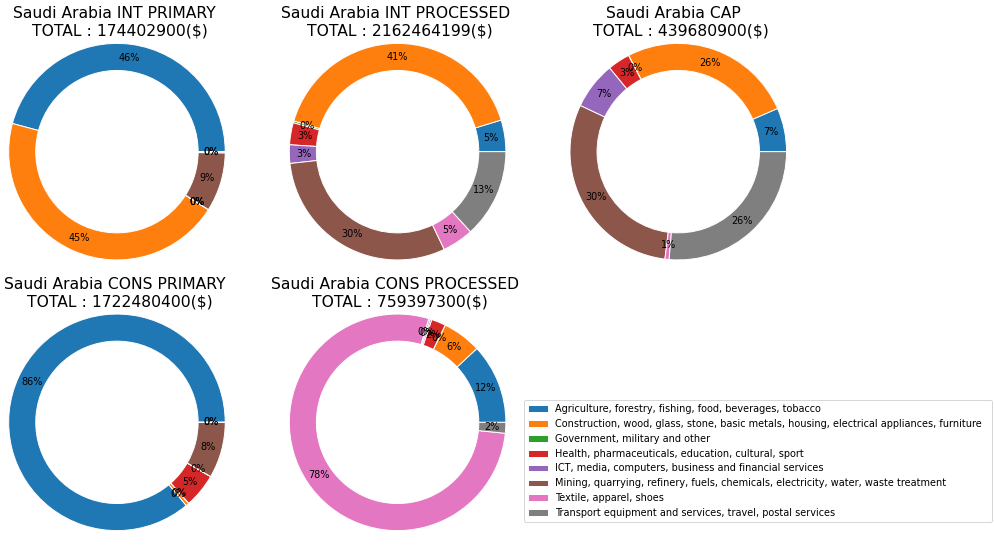 Saudi Arabia INT PRIMARY
TOTAL : 174402900($)
46%
45%
0%
9%
0%
Saudi Arabia INT PROCESSED
TOTAL : 2162464199($)
5%
41%
0%
3%
3%
30%
5%
13%
Saudi Arabia CAP
TOTAL : 439680900($)
7%
26%
0%
3%
7%
30%
1%
26%
Saudi Arabia CONS PRIMARY
TOTAL : 1722480400($)
86%
0%
5%
0%
8%
0%
Saudi Arabia CONS PROCESSED
TOTAL : 759397300($)
12%
6%
0%
0%
78%
2%
Agriculture, forestry, fishing, food, beverages, tobacco
Construction, wood, glass, stone, basic metals, housing, electrical appliances, furniture
Government, military and other
Health, pharmaceuticals, education, cultural, sport
ICT, media, computers, business and financial services
Mining, quarrying, refinery, fuels, chemicals, electricity, water, waste treatment
Textile, apparel, shoes
Transport equipment and services, travel, postal services